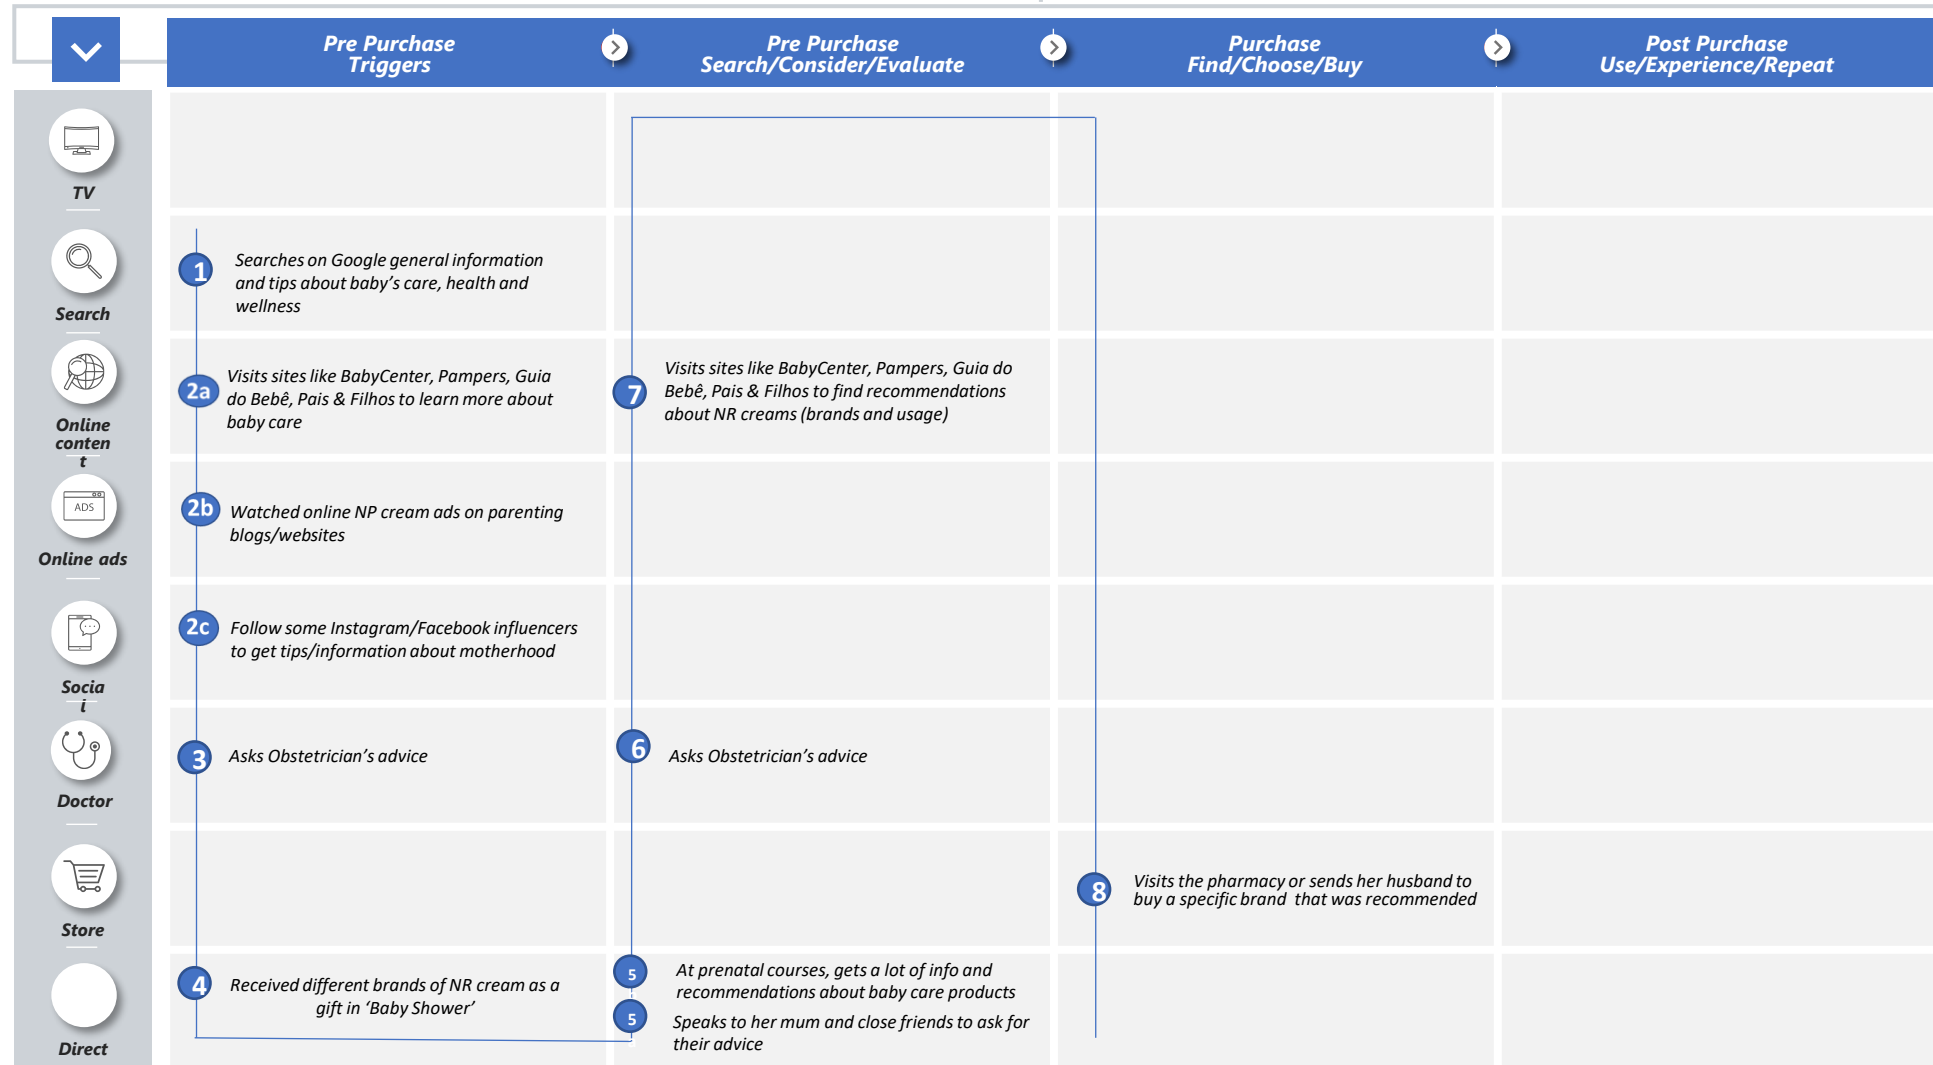 Pre Purchase
Triggers
Pre Purchase
Search/Consider/Evaluate
Purchase
Find/Choose/Buy
Post Purchase
Use/Experience/Repeat
TV
Search
1
Searches on Google general information
and tips about baby's care, health and
wellness
Online
conten
t
2a
Visits sites like BabyCenter, Pampers, Guia
do Bebê, Pais & Filhos to learn more about
baby care
7
Visits sites like BabyCenter, Pampers, Guia do
Bebê, Pais & Filhos to find recommendations
about NR creams (brands and usage)
ADS
Online ads
2b
Watched online NP cream ads on parenting
blogs/websites
Socia
l
2c
Follow some Instagram/Facebook influencers
to get tips/information about motherhood
Doctor
3
Asks Obstetrician's advice
6
Asks Obstetrician's advice
Store
8
Visits the pharmacy or sends her husband to
buy a specific brand that was recommended
Direct
4
Received different brands of NR cream as a
gift in 'Baby Shower'
5
At prenatal courses, gets a lot of info and
recommendations about baby care products
5
Speaks to her mum and close friends to ask for
their advice